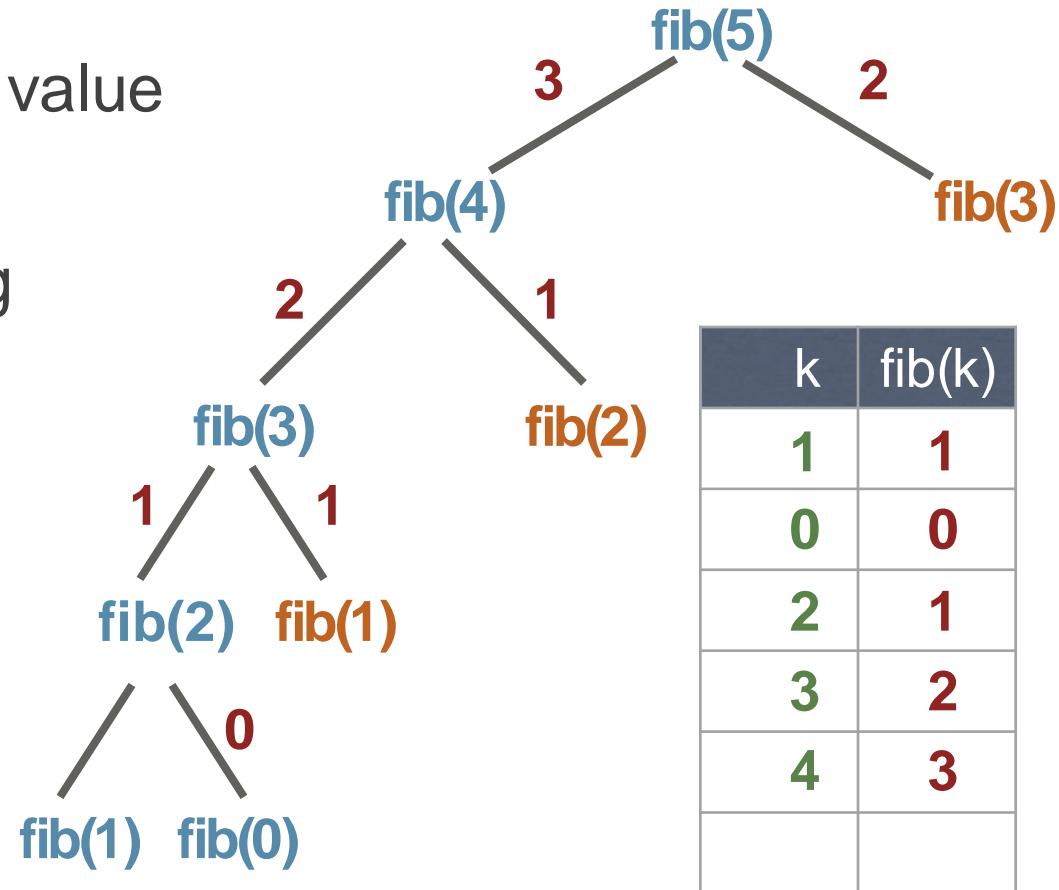 fib(5)
value
3
2
fib(4)
fib(3)
g
2
1
fib(3)
fib(2)
1
1
fib(2)
fib(1)
0
fib(1)
fib(0)
k fib(k)
1 1
0 0
2 1
3 2
4 3